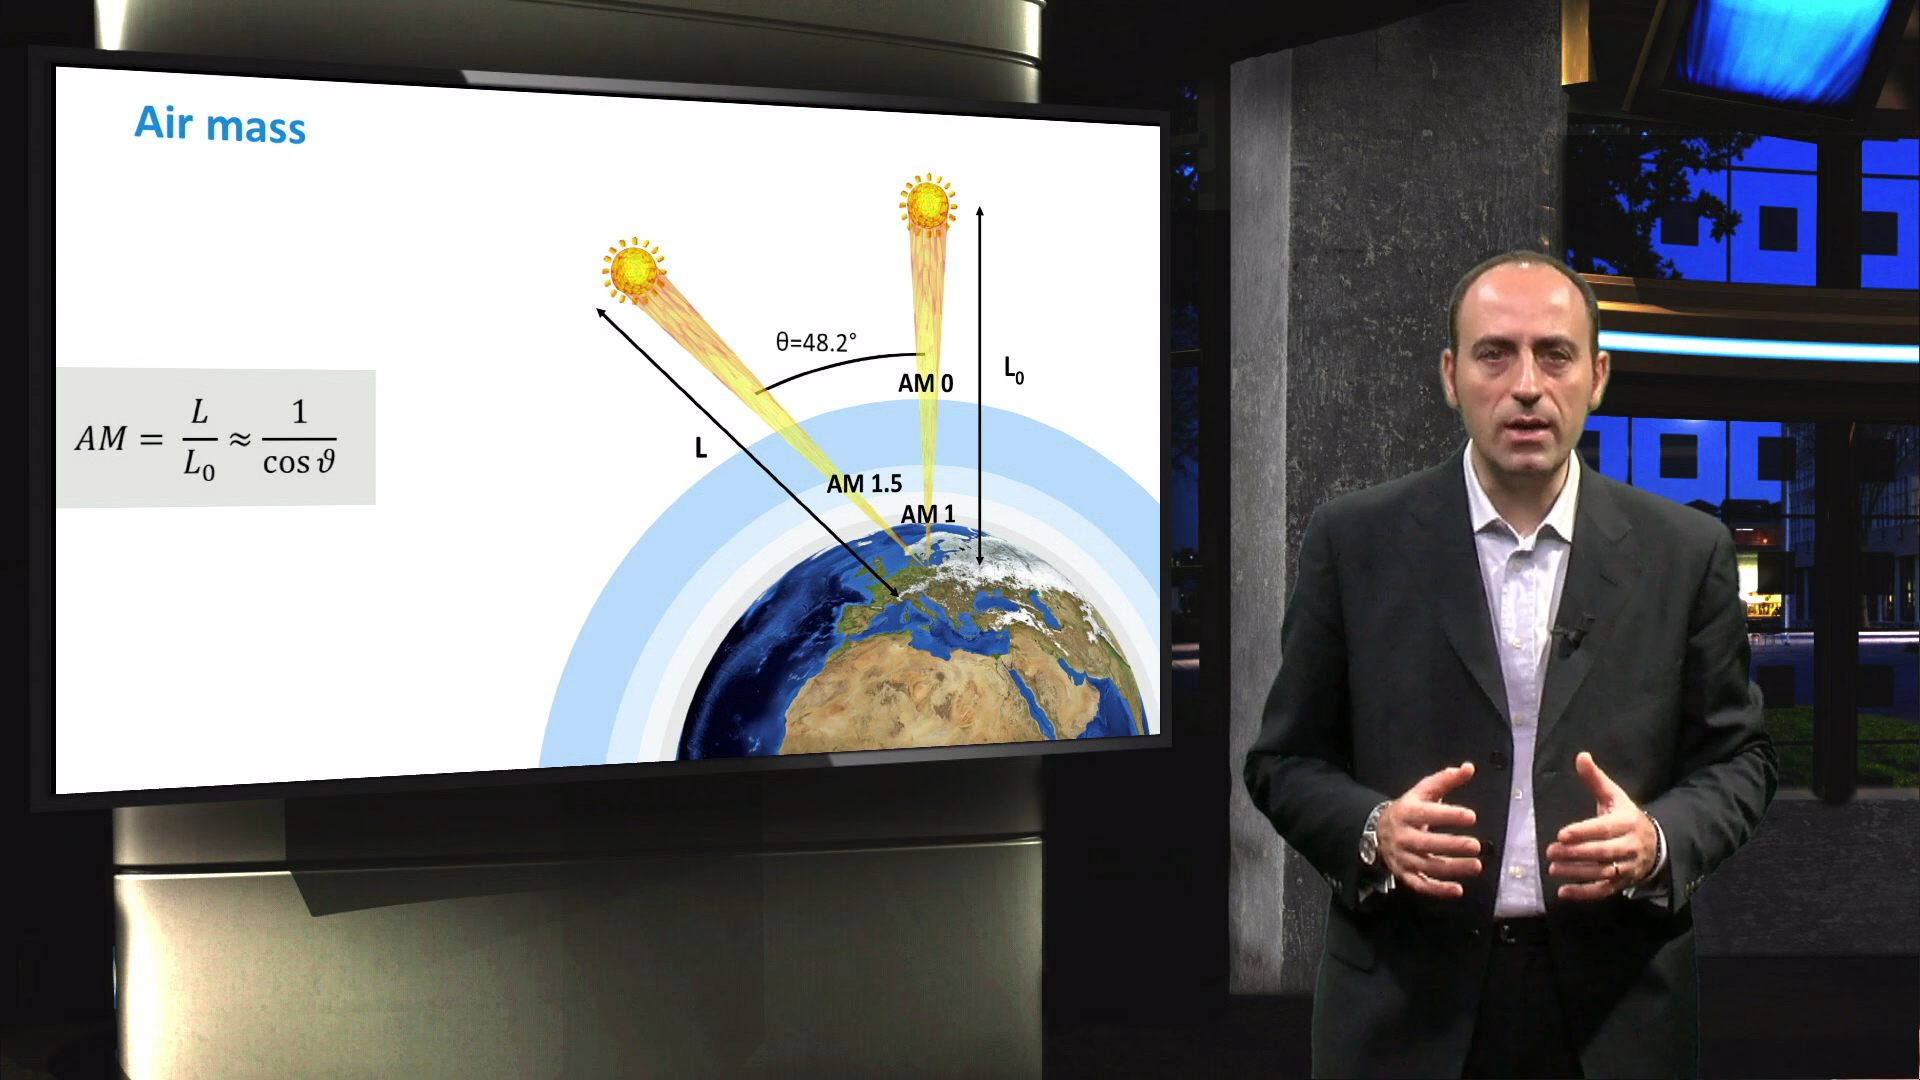 Air mass
θ=48.2°
AM 0
L₀
AM = L/L₀ ≈ 1/cos ϑ
L
AM 1.5
AM 1